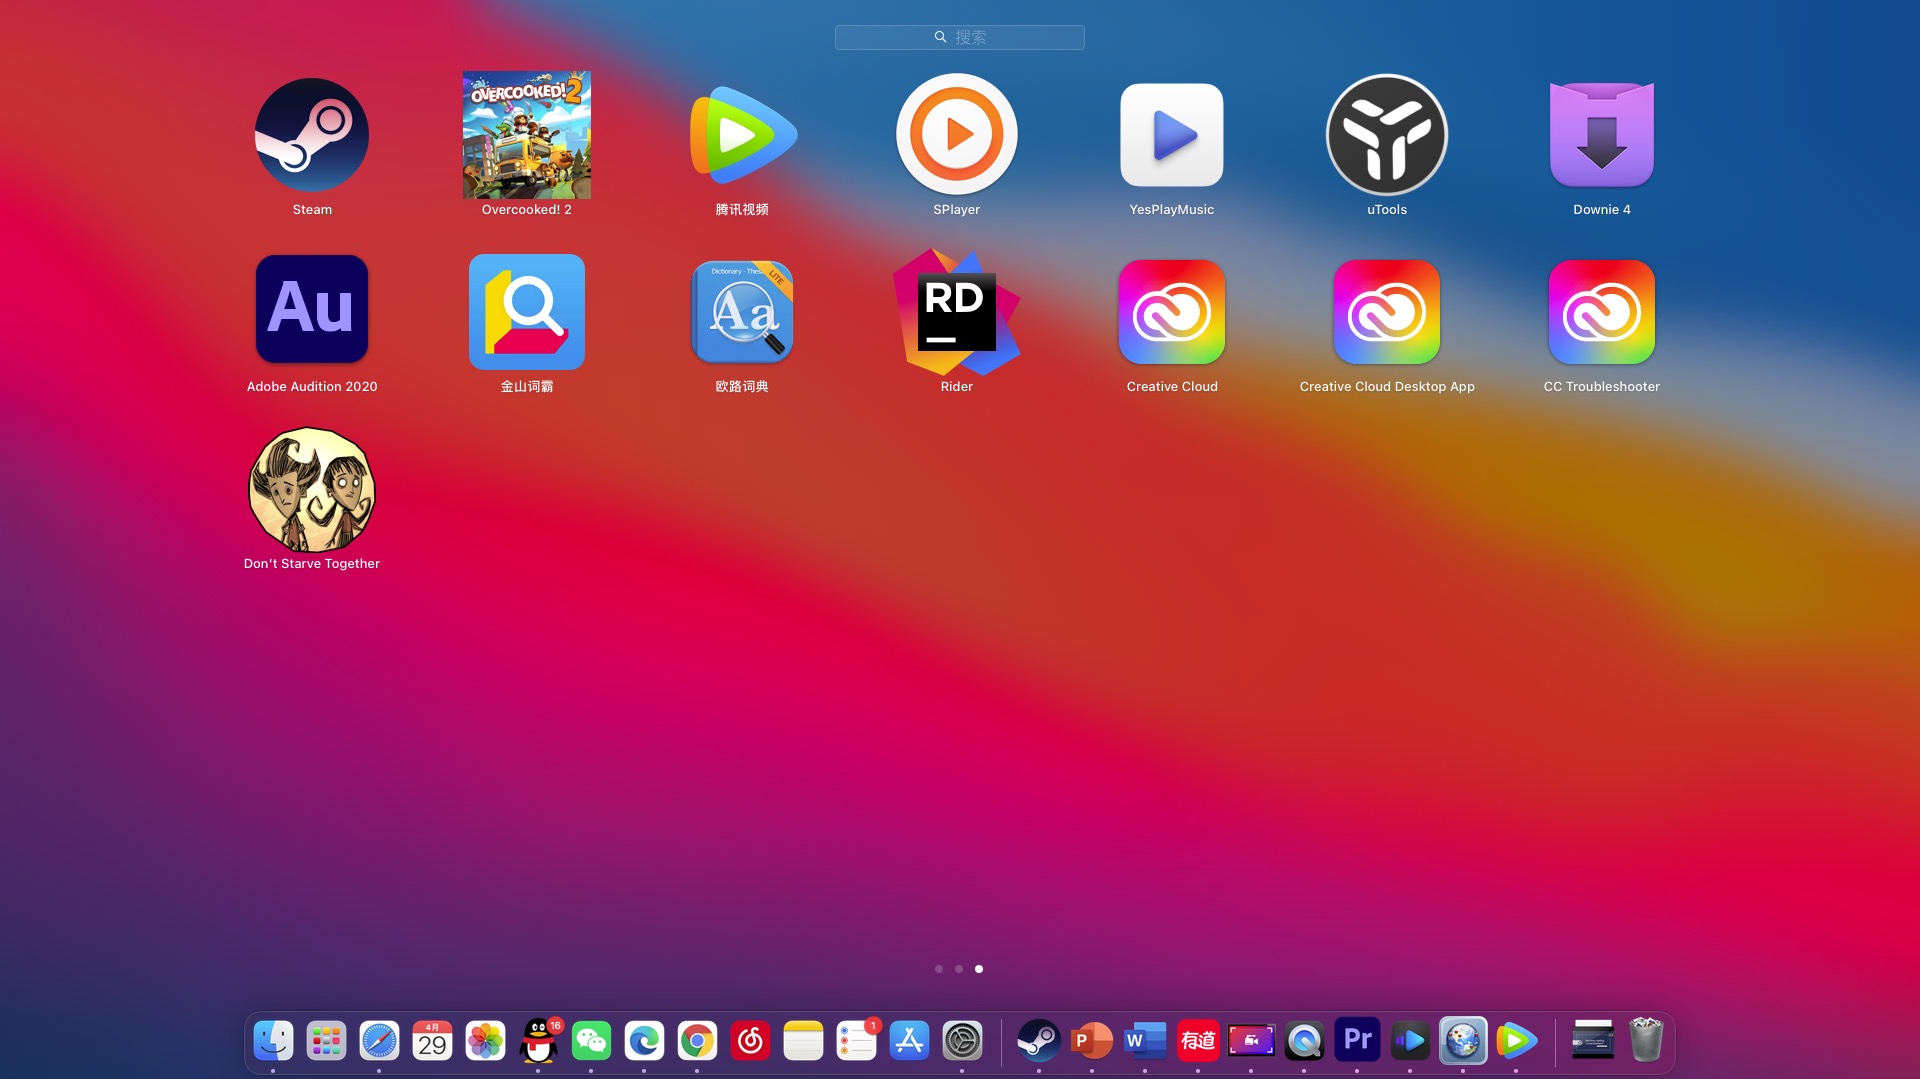 搜索
OVERCOOKED! 2
Steam
Overcooked! 2
腾讯视频
SPlayer
YesPlayMusic
uTools
Downie 4
Au
Dictionary · Thes
LITE
Aa
RD
Adobe Audition 2020
金山词霸
欧路词典
Rider
Creative Cloud
Creative Cloud Desktop App
CC Troubleshooter
Don't Starve Together
4月
29
16
1
P
W
有道
Pr